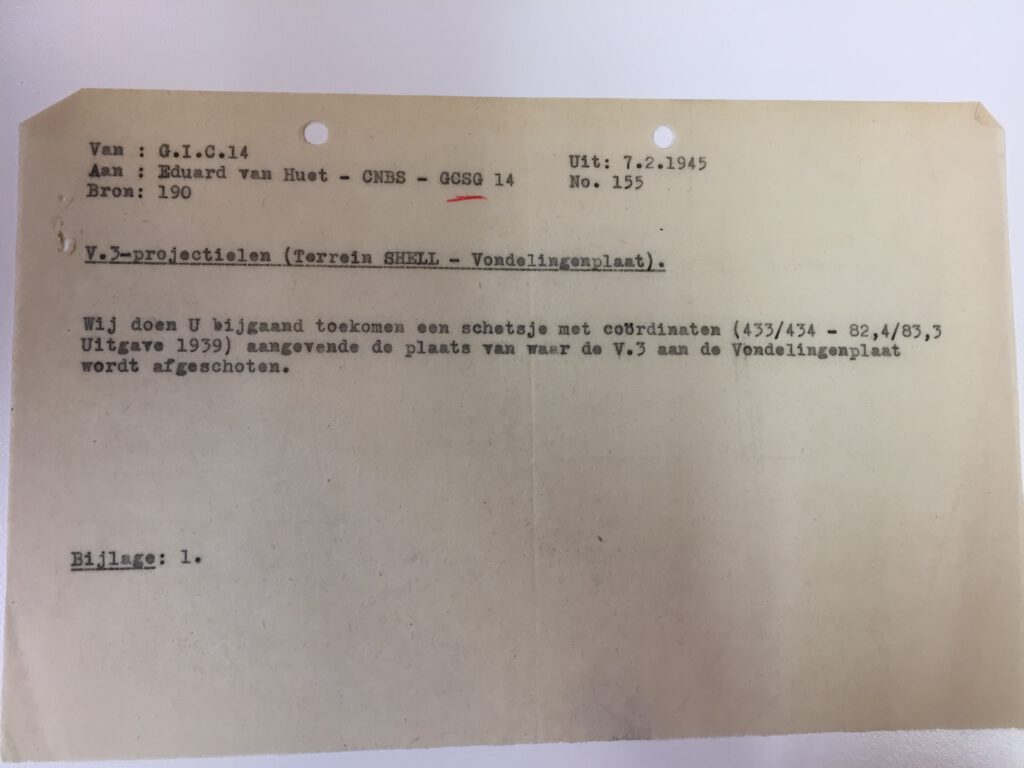 Van : G.I.C.14
Aan : Eduard van Huet - CNBS - GCSG 14
Bron: 190
Uit: 7.2.1945
No. 155
V.3-projectielen (Terrein SHELL - Vondelingenplaat).
Wij doen U bijgaand toekomen een schetsje met coördinaten (433/434 - 82,4/83,3
Uitgave 1939) aangevende de plaats van waar de V.3 aan de Vondelingenplaat
wordt afgeschoten.
Bijlage: 1.